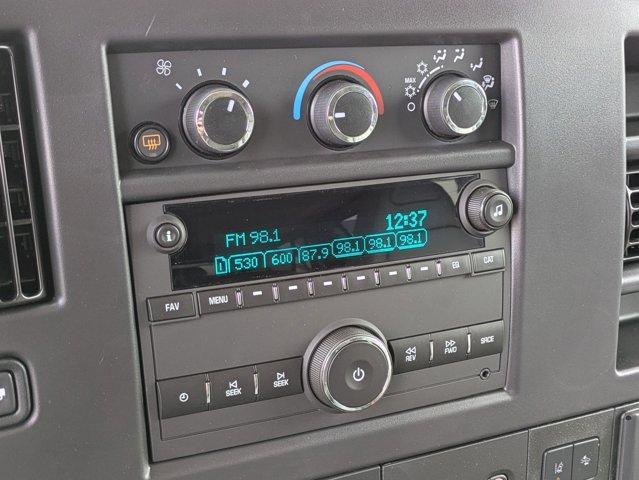 MAX
12:37
FM 98.1
1 530 600 87.9 98.1 98.1 98.1
FAV MENU EQ CAT
REV FWD SRCE
SEEK SEEK